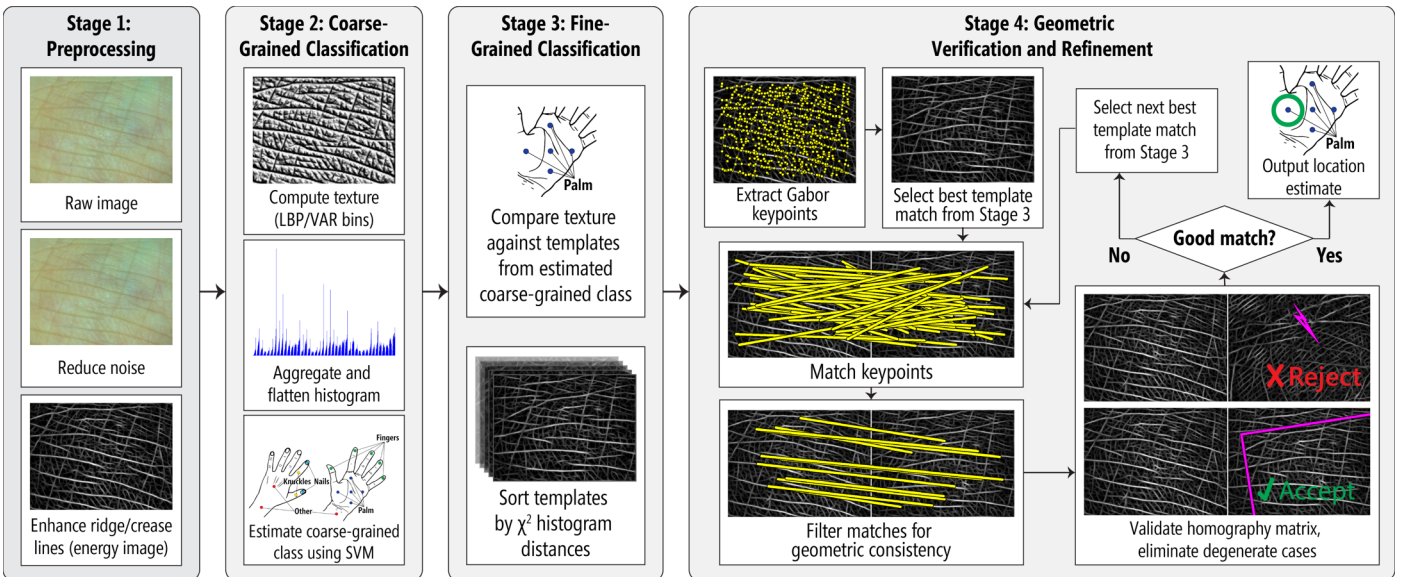 Stage 1:
Preprocessing
Raw image
Reduce noise
Enhance ridge/crease
lines (energy image)
Stage 2: Coarse-
Grained Classification
Compute texture
(LBP/VAR bins)
Aggregate and
flatten histogram
Fingers
Knuckles
Nails
Other
Palm
Estimate coarse-grained
class using SVM
Stage 3: Fine-
Grained Classification
Palm
Compare texture
against templates
from estimated
coarse-grained class
Sort templates
by χ² histogram
distances
Stage 4: Geometric
Verification and Refinement
Extract Gabor
keypoints
Select best template
match from Stage 3
Match keypoints
Filter matches for
geometric consistency
✗ Reject
✓ Accept
Validate homography matrix,
eliminate degenerate cases
Good match?
No
Yes
Select next best
template match
from Stage 3
Palm
Output location
estimate